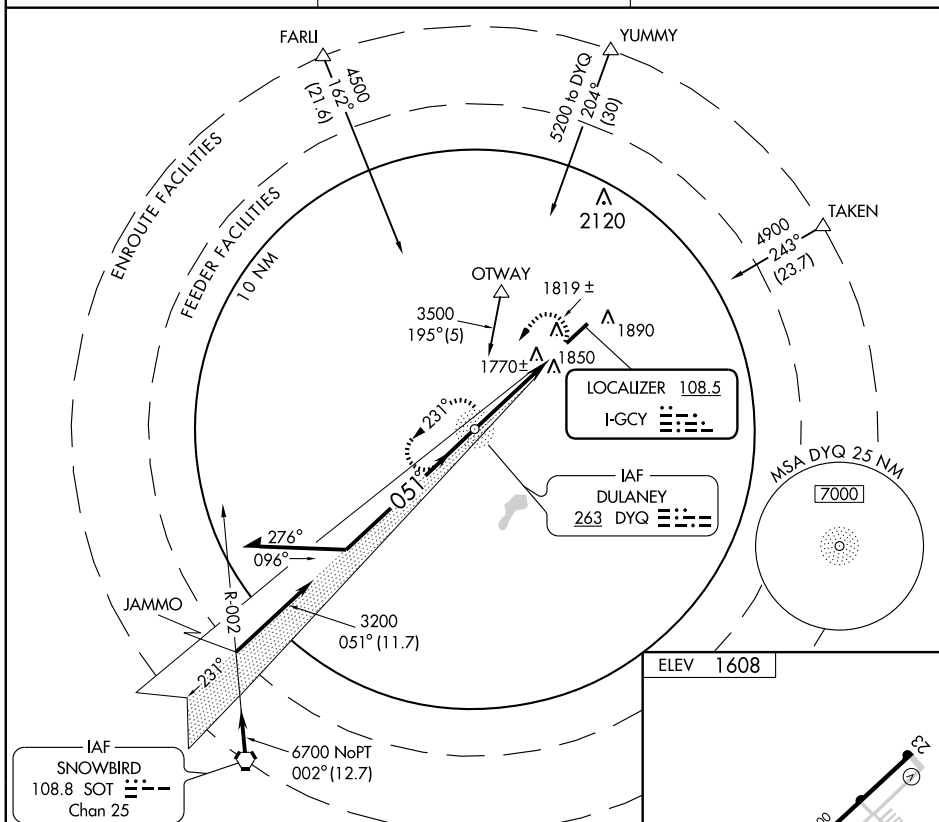 FARLI
YUMMY
4500
162°
(21.6)
5200 to DYQ
204°
(30)
ENROUTE FACILITIES
FEEDER FACILITIES
10 NM
2120
TAKEN
4900
243°
(23.7)
OTWAY
3500
195° (5)
1819 ±
1890
1770 ±
1850
LOCALIZER 108.5
I-GCY
231°
051°
IAF
DULANEY
263 DYQ
MSA DYQ 25 NM
7000
276°
096°
JAMMO
R-002
3200
051° (11.7)
231°
ELEV 1608
IAF
SNOWBIRD
108.8 SOT
Chan 25
6700 NoPT
002° (12.7)
23
V